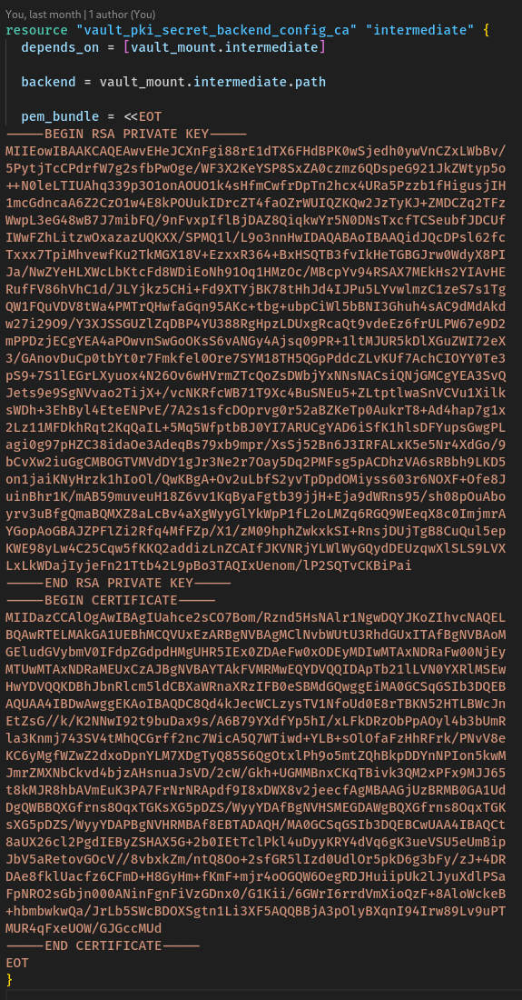 You, last month | 1 author (You)
resource "vault_pki_secret_backend_config_ca" "intermediate" {
depends_on = [vault_mount.intermediate]
backend = vault_mount.intermediate.path
pem_bundle = <<EOT
-----BEGIN RSA PRIVATE KEY-----
MIIEowIBAAKCAQEAwvEHeJCXnFgi88rE1dTX6FHdBPK0wSjedh0ywVnCZxLWbBv/
5PytjTcCPdrfW7g2sfbPwOge/WF3X2KeYSP8SxZA0czmz6QDspeG921JkZWtyp5o
++N0leLTIUAhq339p3O1onAOUO1k4sHfmCwfrDpTn2hcx4URa5Pzzb1fHigusjIH
1mcGdncaA6Z2CzO1w4E8kPOUukIDrcZT4faOZrWUIQZKQw2JzTyKJ+ZMDCZq2TFz
WwpL3eG48wB7J7mibFQ/9nFvxpIflBjDAZ8QiqkwYr5N0DNsTxcfTCSeubfJDCUf
IWwFZhLitzwOxazazUQKXX/SPMQ1l/L9o3nnHwIDAQABAoIBAAQidJQcDPsl62fc
Txxx7TpiMhvewfKu2TkMGX18V+EzxxR364+BxHSQTB3fvIkHeTGBGJrw0WdyX8PI
Ja/NwZYeHLXWcLbKtcFd8WDiEoNh91Oq1HMzOc/MBcpYv94RSAX7MEkHs2YIAvHE
RufFV86hVhC1d/JLYjkz5CHi+Fd9XTYjBK78tHhJd4IJPu5LYvwlmzC1zeS7s1Tg
QW1FQuVDV8tWa4PMTrQHwfaGqn95AKc+tbg+ubpCiWl5bBNI3Ghuh4sAC9dMdAkd
w27i29O9/Y3XJSSGUZlZqDBP4YU388RgHpzLDUxgRcaQt9vdeEz6frULPW67e9D2
mPPDzjECgYEA4aPOwvnSwGoOKsS6vANGy4Ajsq09PR+1ltMJUR5kDlXGuZWI72eX
3/GAnovDuCp0tbYt0r7Fmkfel0Ore7SYM18TH5QGpPddcZLvKUf7AchCIOYY0Te3
pS9+7S1lEGrLXyuox4N26Ov6wHVrmZTcQoZsDWbjYxNNsNACsiQNjGMCgYEA3SvQ
Jets9e9SgNVvao2TijX+/vcNKRfcWB71T9Xc4BuSNEu5+ZLtptlwaSnVCVu1Xilk
sWDh+3EhByl4EteENPvE/7A2s1sfcDOprvg0r52aBZKeTp0AukrT8+Ad4hap7g1x
2Lz11MFDkhRqt2KqQaIL+5Mq5WfptbBJ0YI7ARUCgYAD6iSfK1hlsDFYupsGwgPL
agi0g97pHZC38idaOe3AdeqBs79xb9mpr/XsSj52Bn6J3IRFALxK5e5Nr4XdGo/9
bCvXw2iuGgCMBOGTVMVdDY1gJr3Ne2r7Oay5Dq2PMFsg5pACDhzVA6sRBbh9LKD5
on1jaiKNyHrzk1hIoOl/QwKBgA+Ov2uLbfS2yvTpDpdOMiyss603r6NOXF+Ofe8J
uinBhr1K/mAB59muveuH18Z6vv1KqByaFgtb39jjH+Eja9dWRns95/sh08pOuAbo
yrv3uBfgQmaBQMXZ8aLcBv4aXgWyyGlYkWpP1fL2oLMZq6RGQ9WEeqX8c0ImjmrA
YGopAoGBAJZPFlZi2Rfq4MfFZp/X1/zM09hphZwkxkSI+RnsjDUjTgB8CuQul5ep
KWE98yLw4C25Cqw5fKKQ2addizLnZCAIfJKVNRjYLWlWyGQydDEUzqwXlSLS9LVX
LxLkWDajIyjeFn21Ttb42L9pBo3TAQIxUenom/lP2SQTvCKBiPai
-----END RSA PRIVATE KEY-----
-----BEGIN CERTIFICATE-----
MIIDazCCAlOgAwIBAgIUahce2sCO7Bom/Rznd5HsNAlr1NgwDQYJKoZIhvcNAQEL
BQAwRTELMAkGA1UEBhMCQVUxEzARBgNVBAgMClNvbWUtU3RhdGUxITAfBgNVBAoM
GEludGVybmV0IFdpZGdpdHMgUHR5IEx0ZDAeFw0xODEyMDIwMTAxNDRaFw00NjEy
MTUwMTAxNDRaMEUxCzAJBgNVBAYTAkFVMRMwEQYDVQQIDApTb21lLVN0YXRlMSEw
HwYDVQQKDBhJbnRlcm5ldCBXaWRnaXRzIFB0eSBMdGQwggEiMA0GCSqGSIb3DQEB
AQUAA4IBDwAwggEKAoIBAQDC8Qd4kJecWCLzysTV1NfoUd0E8rTBKN52HTLBWcJn
EtZsG//k/K2NNwI92t9buDax9s/A6B79YXdfYp5hI/xLFkDRzObPpAOyl4b3bUmR
la3Knmj743SV4tMhQCGrff2nc7WicA5Q7WTiwd+YLB+sOlOfaFzHhRFrk/PNvV8e
KC6yMgfWZwZ2dxoDpnYLM7XDgTyQ85S6QgOtxlPh9o5mtZQhBkpDDYnNPIon5kwM
JmrZMXNbCkvd4bjzAHsnuaJsVD/2cW/Gkh+UGMMBnxCKqTBivk3QM2xPFx9MJJ65
t8kMJR8hbAVmEuK3PA7FrNrNRApdf9I8xDWX8v2jeecfAgMBAAGjUzBRMB0GA1Ud
DgQWBBQXGfrns8OqxTGKsXG5pDZS/WyyYDAfBgNVHSMEGDAWgBQXGfrns8OqxTGK
sXG5pDZS/WyyYDAPBgNVHRMBAf8EBTADAQH/MA0GCSqGSIb3DQEBCwUAA4IBAQCt
8aUX26cl2PgdIEByZSHAX5G+2b0IEtTclPkl4uDyyKRY4dVq6gK3ueVSU5eUmBip
JbV5aRetovGOcV//8vbxkZm/ntQ8Oo+2sfGR5lIzd0UdlOr5pkD6g3bFy/zJ+4DR
DAe8fklUacfz6CFmD+H8GyHm+fKmF+mjr4oOGQW6OegRDJHuiipUk2lJyuXdlPSa
FpNRO2sGbjn000ANinFgnFiVzGDnx0/G1Kii/6GWrI6rrdVmXioQzF+8AloWckeB
+hbmbwkwQa/JrLb5SWcBDOXSgtn1Li3XF5AQQBBjA3pOlyBXqnI94Irw89Lv9uPT
MUR4qFxeUOW/GJGccMUd
-----END CERTIFICATE-----
EOT
}